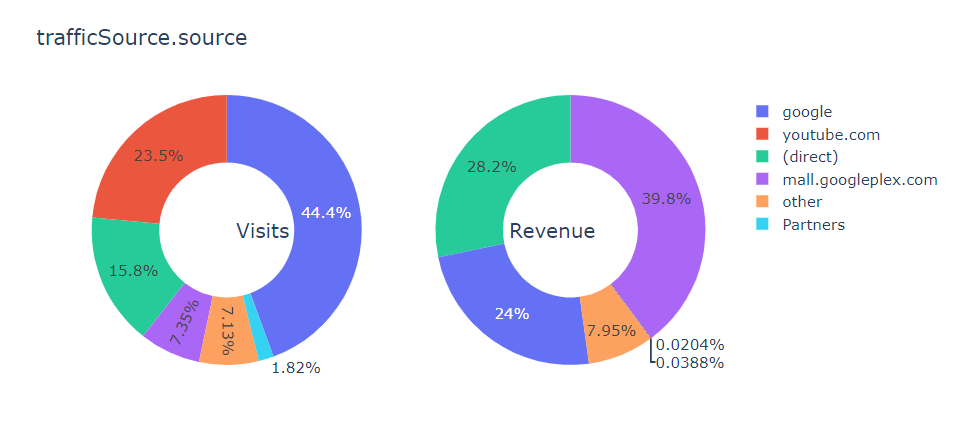 trafficSource.source
23.5%
44.4%
15.8%
7.35%
7.13%
1.82%
Visits
28.2%
39.8%
24%
7.95%
0.0204%
0.0388%
Revenue
google
youtube.com
(direct)
mall.googleplex.com
other
Partners